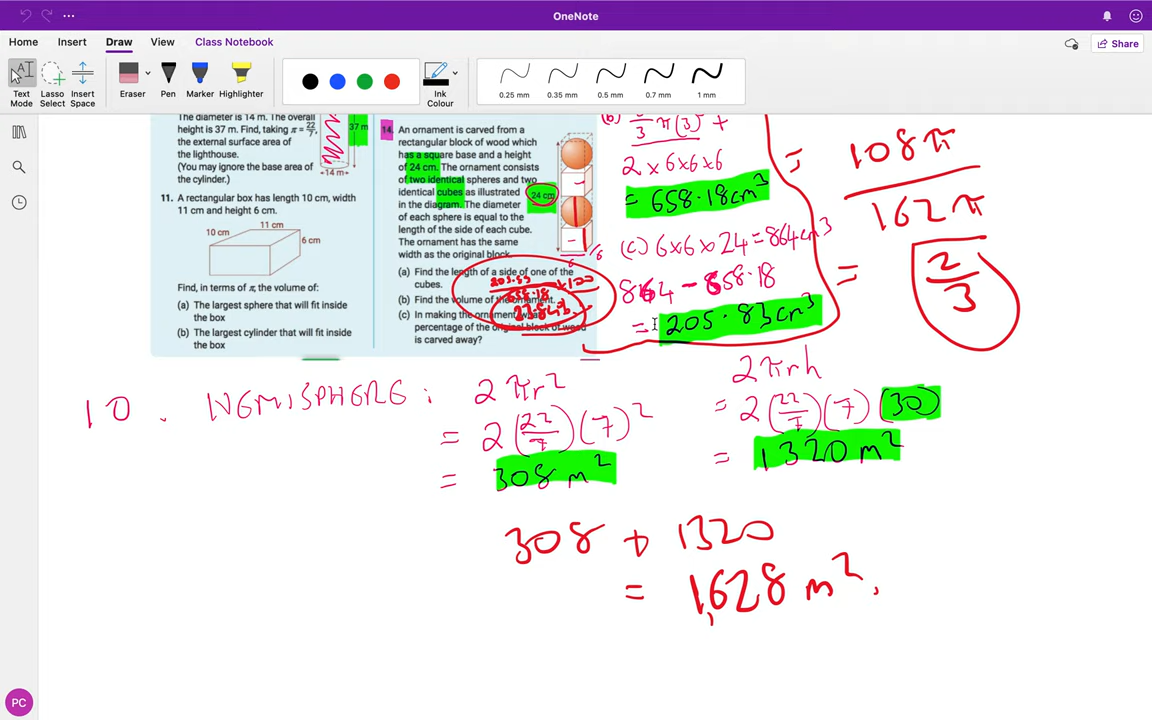 OneNote
Home Insert Draw View Class Notebook
Share
Text Mode
Lasso Select
Insert Space
Eraser
Pen
Marker
Highlighter
0.25 mm
0.35 mm
0.5 mm
0.7 mm
1 mm
Ink Colour
The diameter is 14 m. The overall
height is 37 m. Find, taking π = 22/7,
the external surface area of
the lighthouse.
(You may ignore the base area of
the cylinder.)
37 m
14 m
11. A rectangular box has length 10 cm, width
11 cm and height 6 cm.
10 cm
11 cm
6 cm
Find, in terms of π, the volume of:
(a) The largest sphere that will fit inside
the box
(b) The largest cylinder that will fit inside
the box
14. An ornament is carved from a
rectangular block of wood which
has a square base and a height
of 24 cm. The ornament consists
of two identical spheres and two
identical cubes as illustrated
in the diagram. The diameter
of each sphere is equal to the
length of the side of each cube.
The ornament has the same
width as the original block.
24 cm
(a) Find the length of a side of one of the
cubes.
(b) Find the volume of the ornament.
(c) In making the ornament, what
percentage of the original block of wood
is carved away?
π(3)³ +
2 × 6 × 6 × 6
= 658.18 cm³
(c) 6 × 6 × 24 = 864 cm³
864 - 658.18
= 205.83 cm³
= 108π
162π
= 2/3
10. HEMISPHERE : 2πr²
= 2(22/7)(7)²
= 308 m²
2πrh
= 2(22/7)(7)(30)
= 1320 m²
308 + 1320
= 1,628 m².
PC